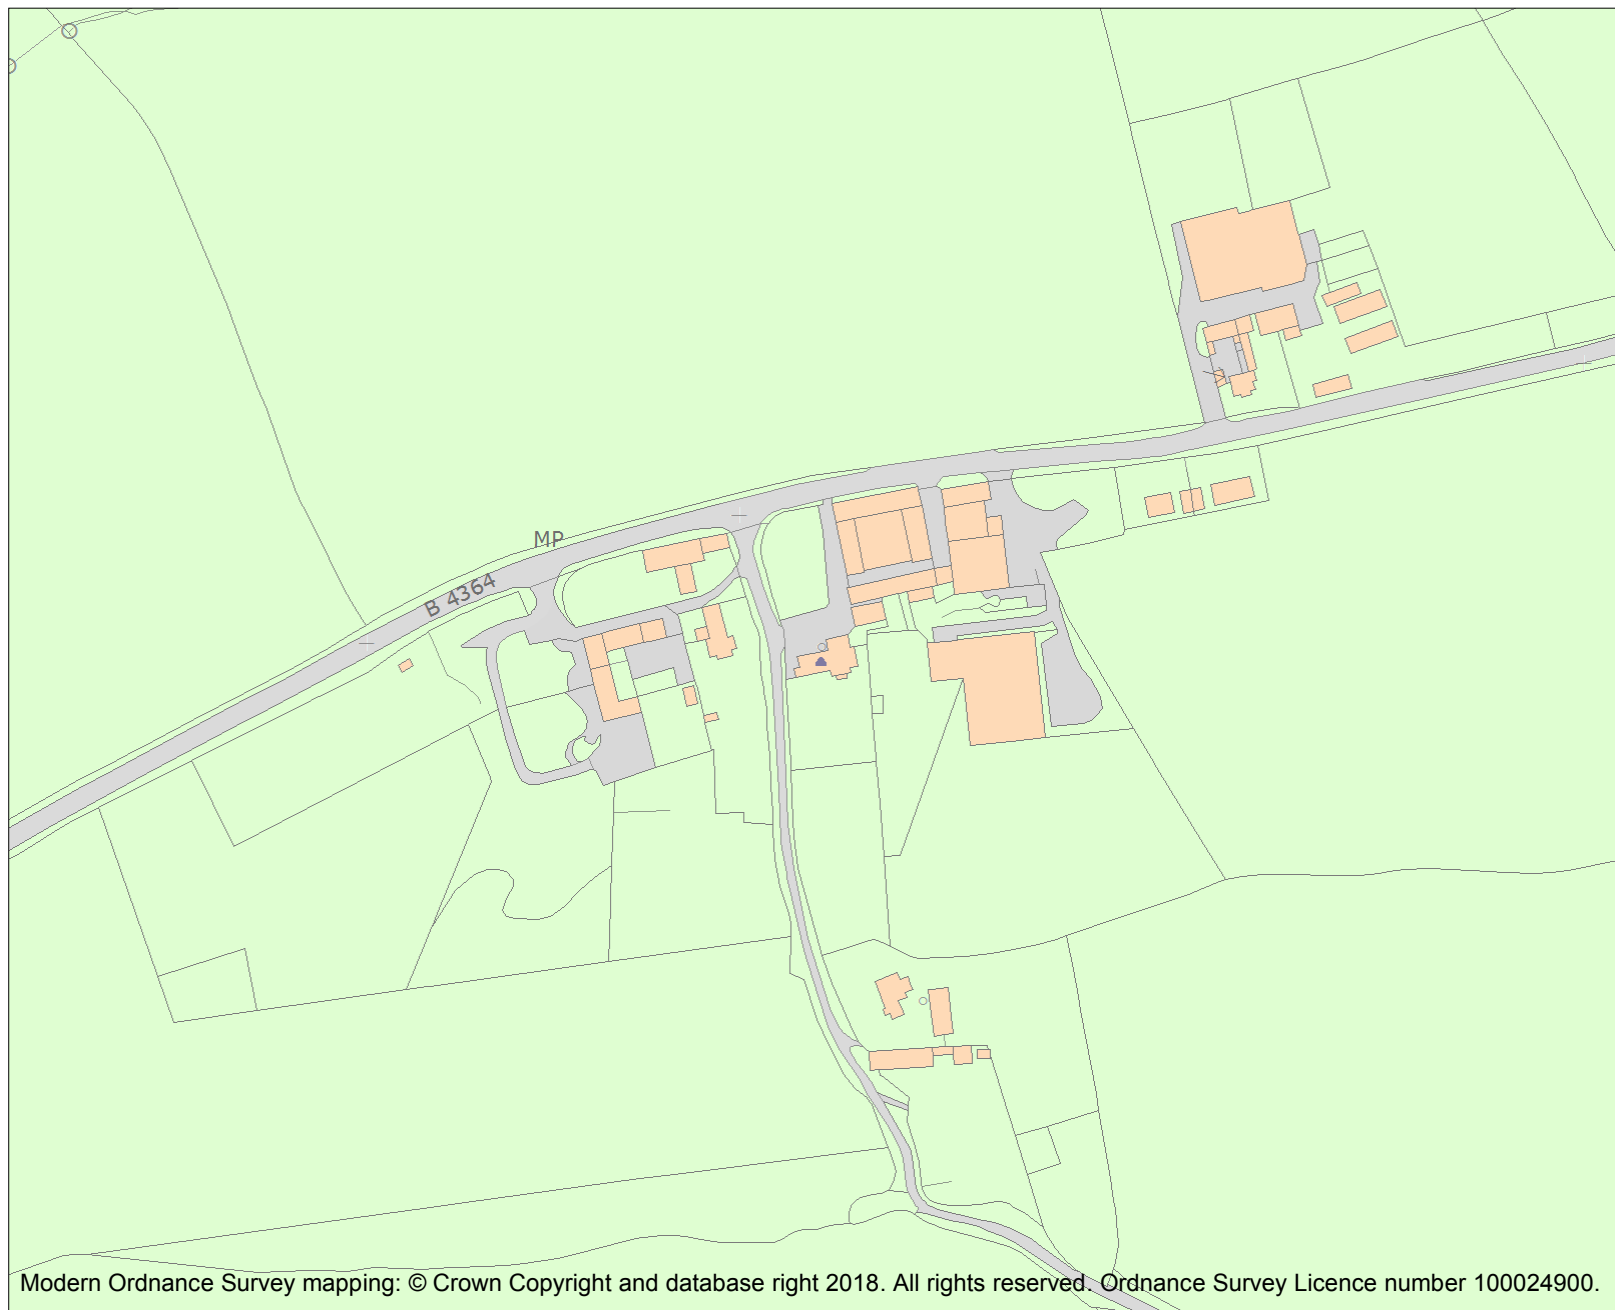 MP
B 4364
Modern Ordnance Survey mapping: © Crown Copyright and database right 2018. All rights reserved. Ordnance Survey Licence number 100024900.